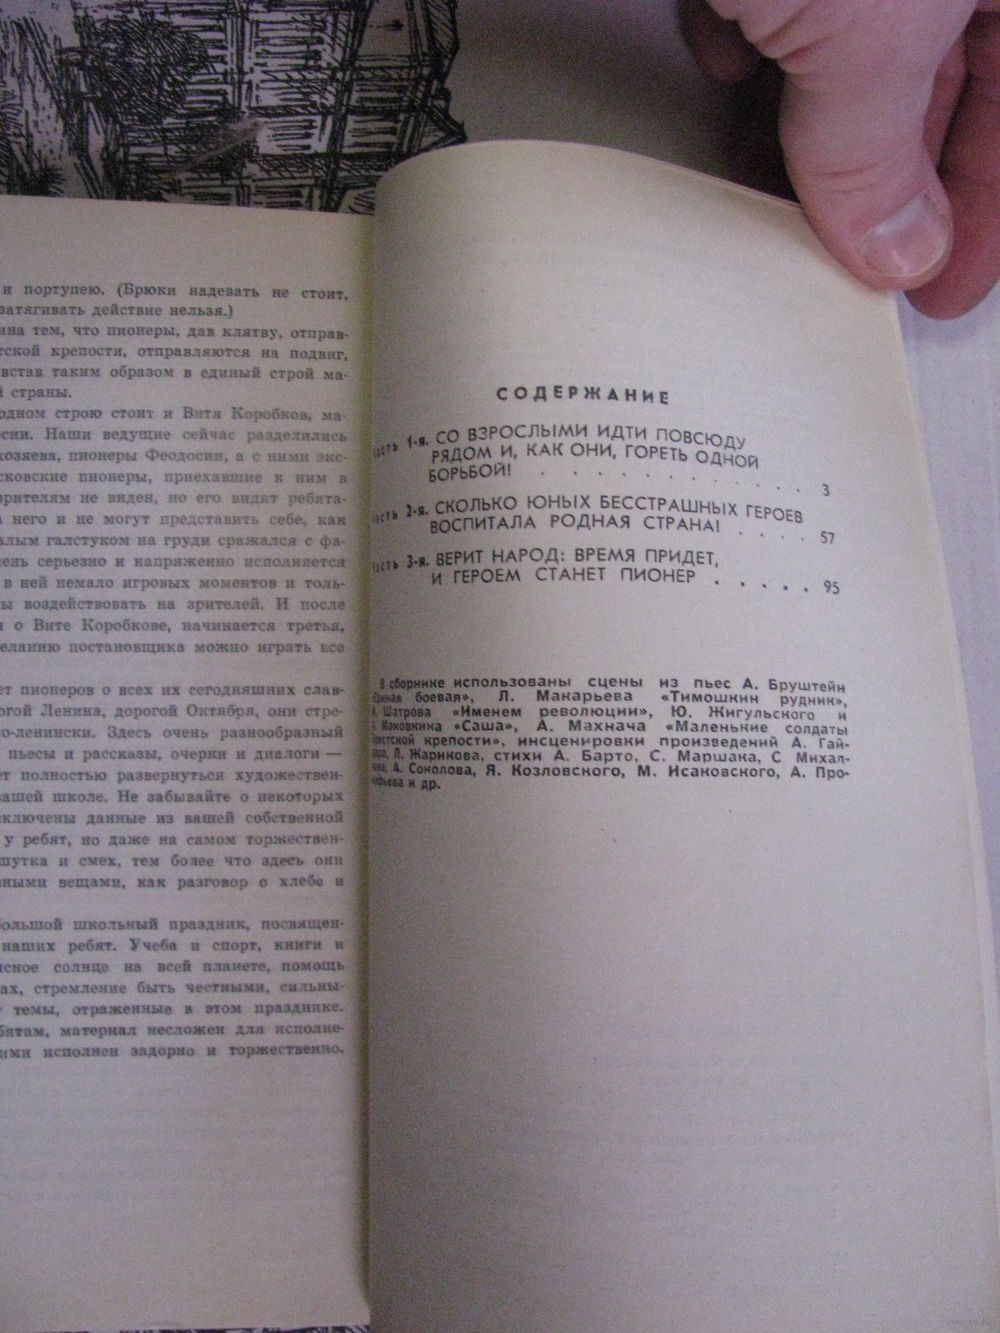 и портупею. (Брюки надевать не стоит,
затягивать действие нельзя.)
тем, что пионеры, дав клятву, отправ-
крепости, отправляются на подвиг,
встав таким образом в единый строй ма-
страны.
одном строю стоит и Витя Коробков, ма-
Наши ведущие сейчас разделились
хозяева, пионеры Феодосии, а с ними экс-
пионеры, приехавшие к ним в
зрителям не виден, но его видят ребята-
него и не могут представить себе, как
галстуком на груди сражался с фа-
серьезно и напряженно исполняется
в ней немало игровых моментов и толь-
воздействовать на зрителей. И после
о Вите Коробкове, начинается третья,
постановщика можно играть все
пионеров о всех их сегодняшних слав-
Ленина, дорогой Октября, они стре-
Здесь очень разнообразный
пьесы и рассказы, очерки и диалоги —
полностью развернуться художествен-
вашей школе. Не забывайте о некоторых
данные из вашей собственной
у ребят, но даже на самом торжествен-
шутка и смех, тем более что здесь они
вещами, как разговор о хлебе и
школьный праздник, посвящен-
наших ребят. Учеба и спорт, книги и
солнце на всей планете, помощь
стремление быть честными, сильны-
темы, отраженные в этом празднике.
материал несложен для исполне-
исполнен задорно и торжественно.
СОДЕРЖАНИЕ
1-я. СО ВЗРОСЛЫМИ ИДТИ ПОВСЮДУ
РЯДОМ И, КАК ОНИ, ГОРЕТЬ ОДНОЙ
БОРЬБОЙ! . . . . . . . . . . 3
2-я. СКОЛЬКО ЮНЫХ БЕССТРАШНЫХ ГЕРОЕВ
ВОСПИТАЛА РОДНАЯ СТРАНА! . . . . 57
3-я. ВЕРИТ НАРОД: ВРЕМЯ ПРИДЕТ,
И ГЕРОЕМ СТАНЕТ ПИОНЕР . . . . . 95
В сборнике использованы сцены из пьес А. Бруштейн
«Единая боевая», Л. Макарьева «Тимошкин рудник»,
Шатрова «Именем революции», Ю. Жигульского и
Маковкина «Саша», А. Махнача «Маленькие солдаты
крепости», инсценировки произведений А. Гай-
Л. Жарикова, стихи А. Барто, С. Маршака, С Михал-
А. Соколова, Я. Козловского, М. Исаковского, А. Про-
и др.